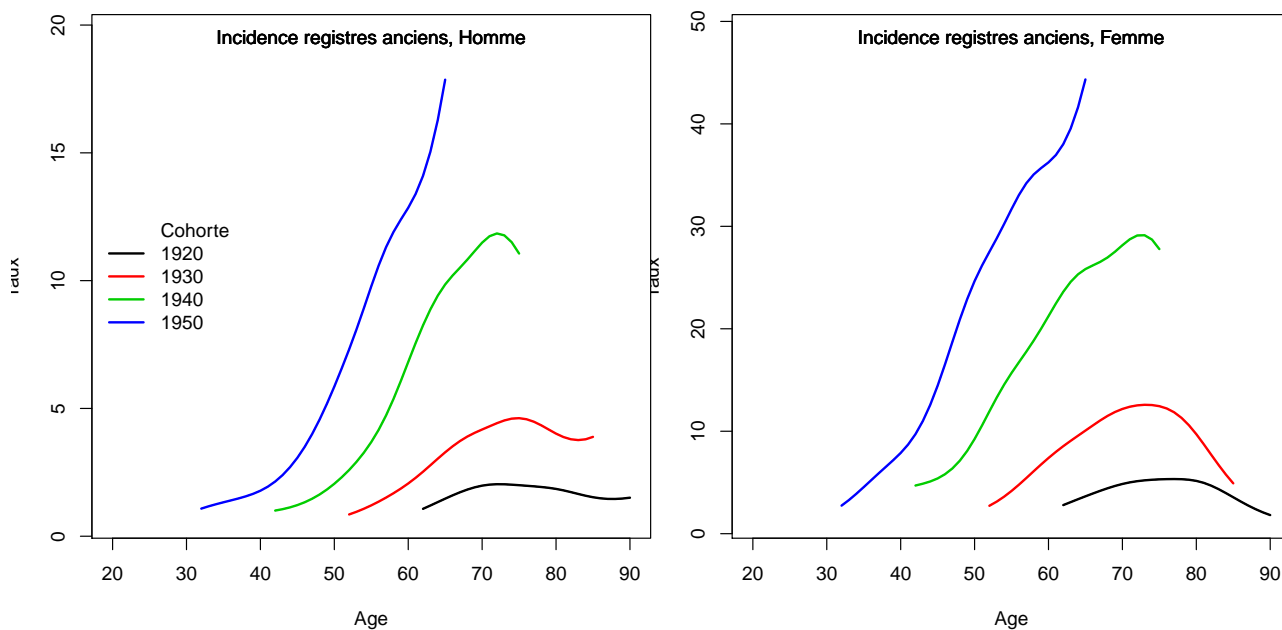 Incidence registres anciens, Homme
20
15
10
5
0
Taux
Cohorte
1920
1930
1940
1950
20 30 40 50 60 70 80 90
Age
Incidence registres anciens, Femme
50
40
30
20
10
0
Taux
20 30 40 50 60 70 80 90
Age